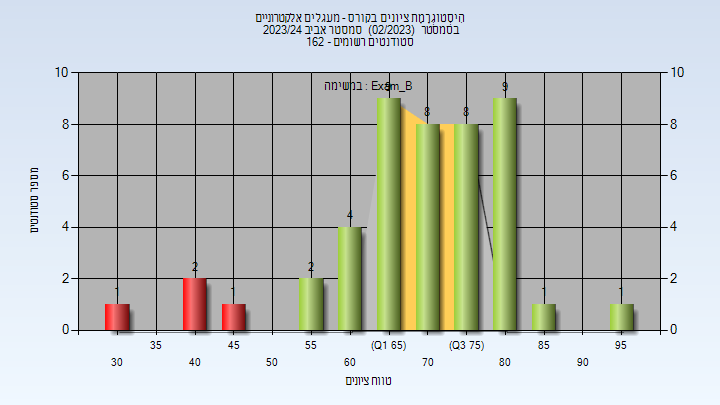 הִיסְטוֹגְרָמַת ציונים בקורס - מעגלים אלקטרוניים
בסמסטר (02/2023) סמסטר אביב 2023/24
סטודנטים רשומים - 162
במשימה : Exam_B
10 10
8 8
6 6
4 4
2 2
0 0
1 2 1 2 4 9 8 8 9 1 1
מספר סטודנטים
35 45 55 (Q1 65) (Q3 75) 85 95
30 40 50 60 70 80 90
טווח ציונים